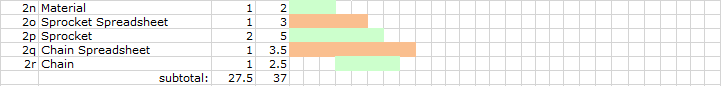 2n Material 1 2
2o Sprocket Spreadsheet 1 3
2p Sprocket 2 5
2q Chain Spreadsheet 1 3.5
2r Chain 1 2.5
subtotal: 27.5 37